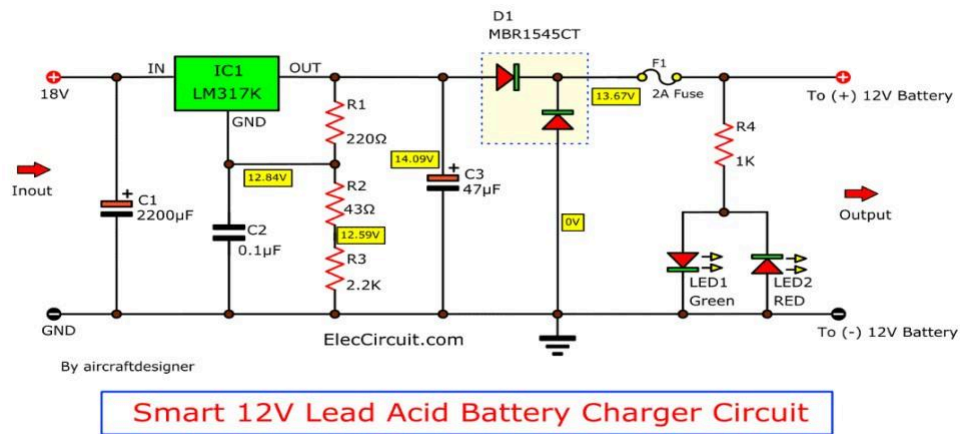 D1
MBR1545CT
IN
IC1
LM317K
OUT
GND
18V
R1
220Ω
13.67V
F1
2A Fuse
To (+) 12V Battery
R4
1K
Inout
12.84V
14.09V
C3
47µF
C1
2200µF
R2
43Ω
12.59V
0V
Output
C2
0.1µF
R3
2.2K
LED1
Green
LED2
RED
GND
ElecCircuit.com
To (-) 12V Battery
By aircraftdesigner
Smart 12V Lead Acid Battery Charger Circuit